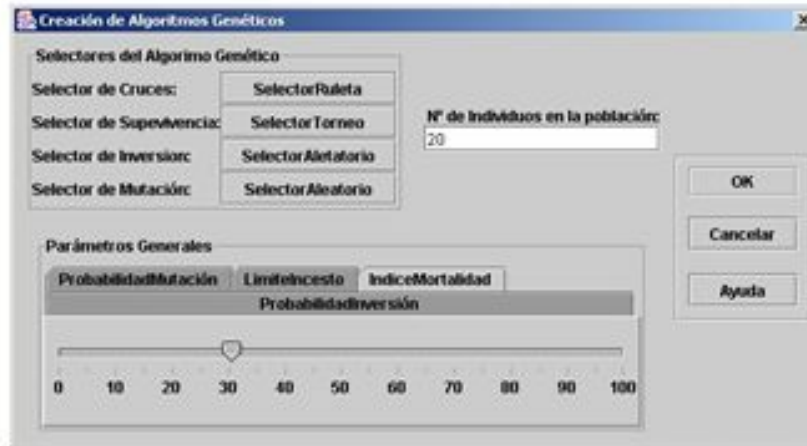 Creación de Algoritmos Genéticos
Selectores del Algorimo Genético
Selector de Cruces: SelectorRuleta
Selector de Supevivencia: SelectorTorneo
Selector de Inversion: SelectorAletatorio
Selector de Mutación: SelectorAleatorio
Nº de Individuos en la población:
20
OK
Cancelar
Ayuda
Parámetros Generales
ProbabilidadMutación LimiteIncesto IndiceMortalidad
ProbabilidadInversión
0 10 20 30 40 50 60 70 80 90 100